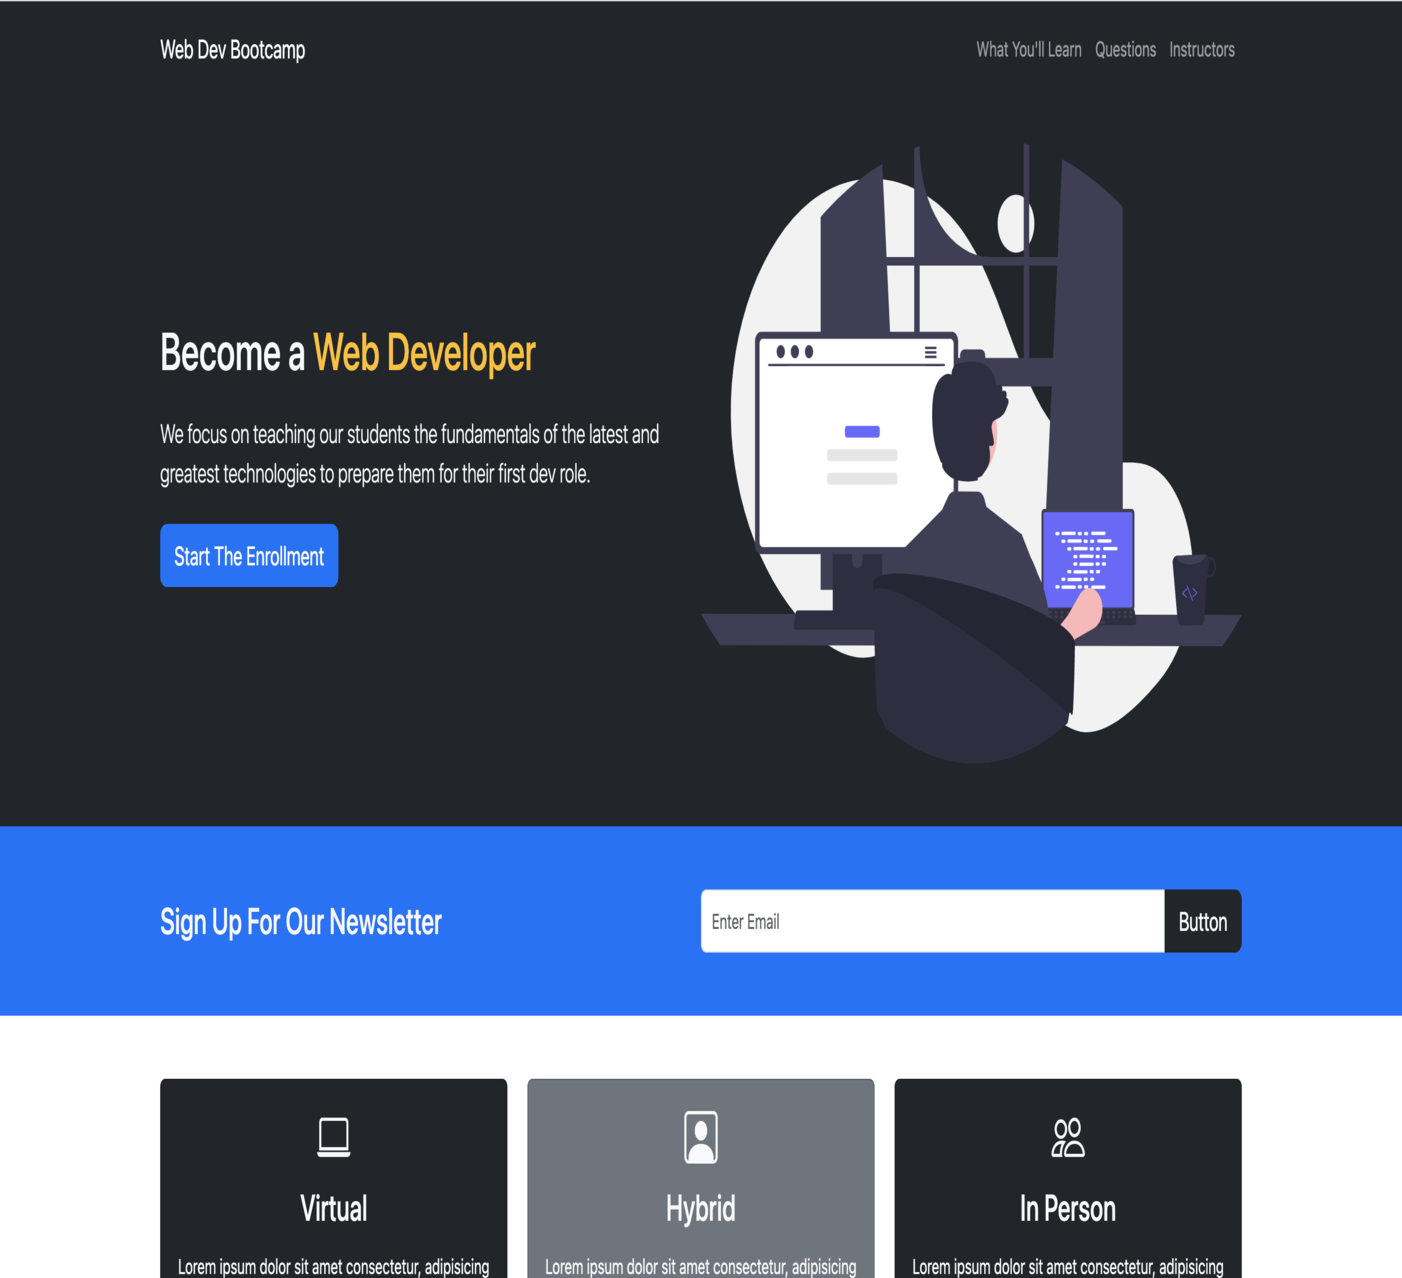 Web Dev Bootcamp
What You'll Learn Questions Instructors
Become a Web Developer
We focus on teaching our students the fundamentals of the latest and
greatest technologies to prepare them for their first dev role.
Start The Enrollment
Sign Up For Our Newsletter
Enter Email
Button
Virtual
Lorem ipsum dolor sit amet consectetur, adipisicing
Hybrid
Lorem ipsum dolor sit amet consectetur, adipisicing
In Person
Lorem ipsum dolor sit amet consectetur, adipisicing